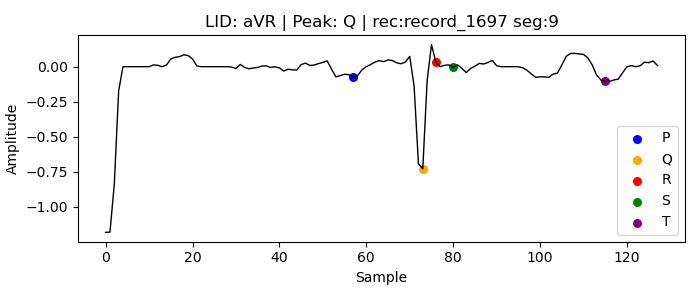 LID: aVR | Peak: Q | rec:record_1697 seg:9
Amplitude
0.00
−0.25
−0.50
−0.75
−1.00
P
Q
R
S
T
0 20 40 60 80 100 120
Sample